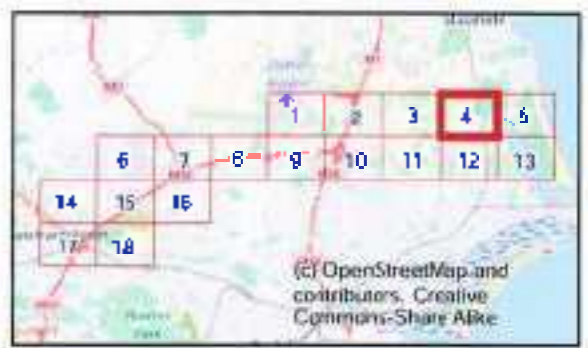 1 2 3 4 5
6 7 8 9 10 11 12 13
14 15 16
17 18
(c) OpenStreetMap and
contributors. Creative
Commons-Share Alike